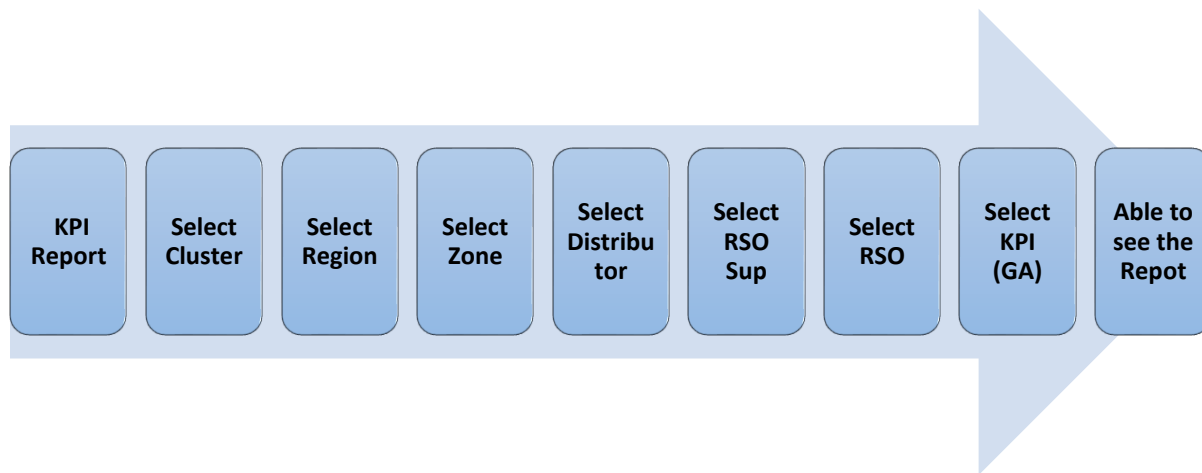 KPI
Report
Select
Cluster
Select
Region
Select
Zone
Select
Distribu
tor
Select
RSO
Sup
Select
RSO
Select
KPI
(GA)
Able to
see the
Repot